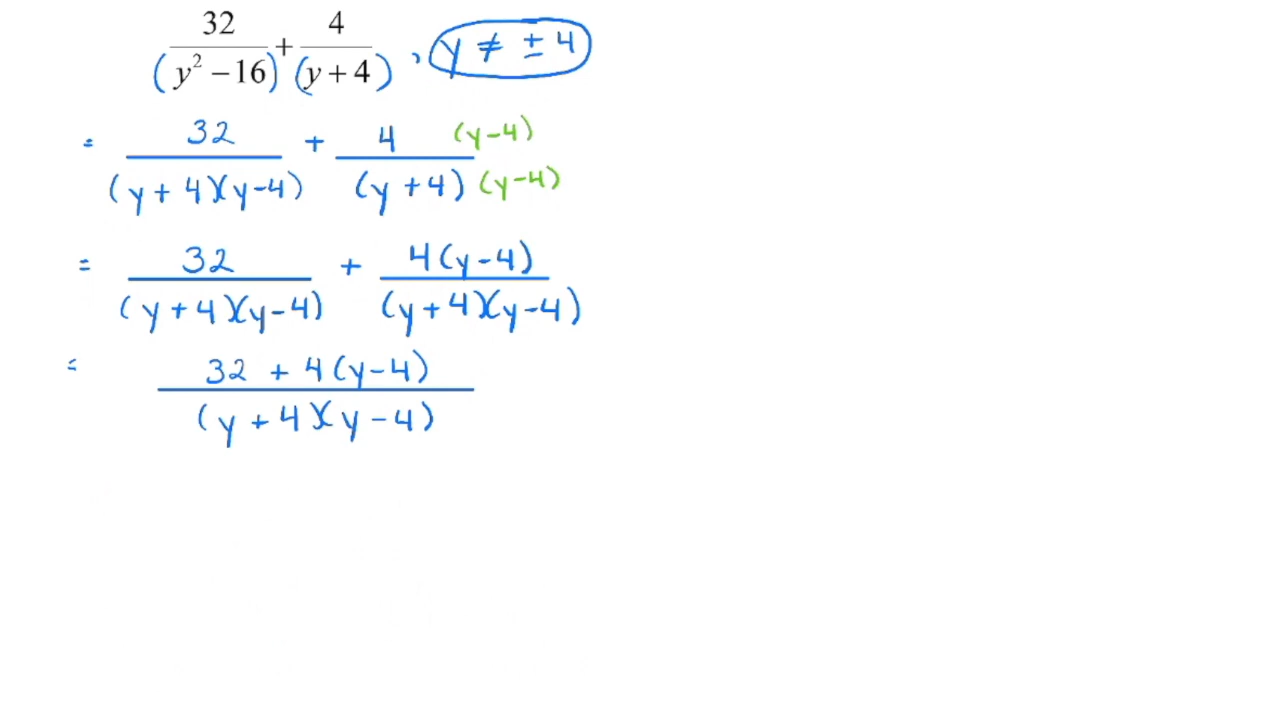 32/(y² − 16) + 4/(y + 4) , y ≠ ± 4
= 32/(y + 4)(y − 4) + 4 (y − 4)/(y + 4) (y − 4)
= 32/(y + 4)(y − 4) + 4(y − 4)/(y + 4)(y − 4)
= 32 + 4(y − 4)/(y + 4)(y − 4)